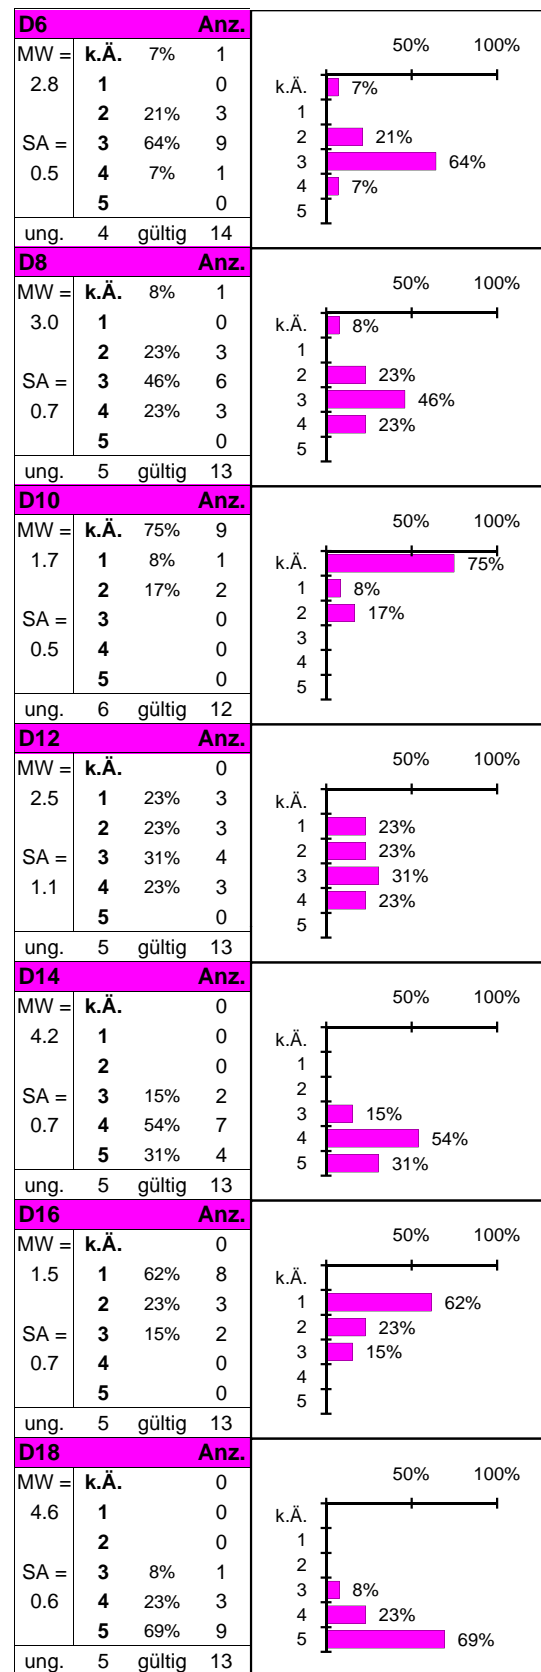 D6 Anz.
MW = k.Ä. 7% 1
2.8 1 0
2 21% 3
SA = 3 64% 9
0.5 4 7% 1
5 0
ung. 4 gültig 14
50% 100%
k.Ä. 7%
1
2 21%
3 64%
4 7%
5
D8 Anz.
MW = k.Ä. 8% 1
3.0 1 0
2 23% 3
SA = 3 46% 6
0.7 4 23% 3
5 0
ung. 5 gültig 13
50% 100%
k.Ä. 8%
1
2 23%
3 46%
4 23%
5
D10 Anz.
MW = k.Ä. 75% 9
1.7 1 8% 1
2 17% 2
SA = 3 0
0.5 4 0
5 0
ung. 6 gültig 12
50% 100%
k.Ä. 75%
1 8%
2 17%
3
4
5
D12 Anz.
MW = k.Ä. 0
2.5 1 23% 3
2 23% 3
SA = 3 31% 4
1.1 4 23% 3
5 0
ung. 5 gültig 13
50% 100%
k.Ä.
1 23%
2 23%
3 31%
4 23%
5
D14 Anz.
MW = k.Ä. 0
4.2 1 0
2 0
SA = 3 15% 2
0.7 4 54% 7
5 31% 4
ung. 5 gültig 13
50% 100%
k.Ä.
1
2
3 15%
4 54%
5 31%
D16 Anz.
MW = k.Ä. 0
1.5 1 62% 8
2 23% 3
SA = 3 15% 2
0.7 4 0
5 0
ung. 5 gültig 13
50% 100%
k.Ä.
1 62%
2 23%
3 15%
4
5
D18 Anz.
MW = k.Ä. 0
4.6 1 0
2 0
SA = 3 8% 1
0.6 4 23% 3
5 69% 9
ung. 5 gültig 13
50% 100%
k.Ä.
1
2
3 8%
4 23%
5 69%